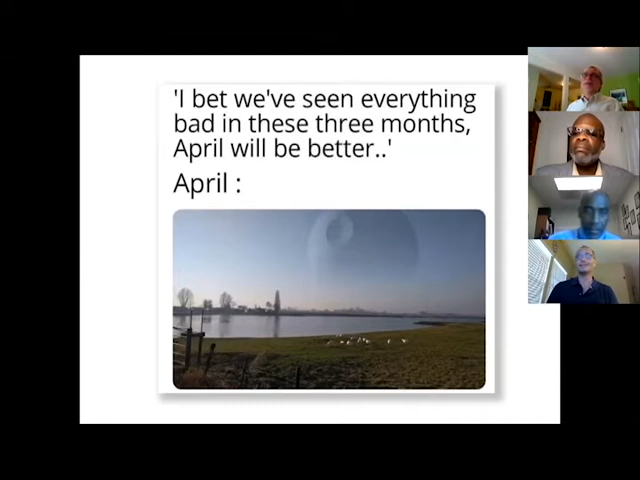 'I bet we've seen everything
bad in these three months,
April will be better..'
April :